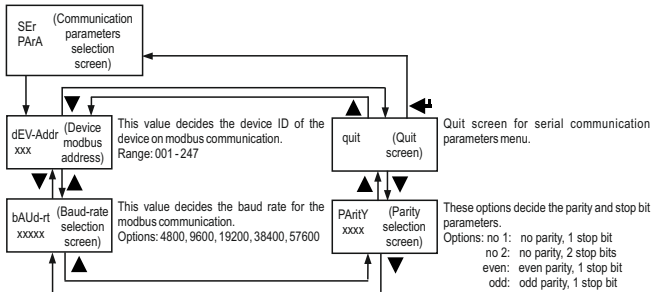 SEr (Communication
PArA parameters
selection
screen)
dEV-Addr (Device
xxx modbus
address)
This value decides the device ID of the
device on modbus communication.
Range: 001 - 247
quit (Quit
screen)
Quit screen for serial communication
parameters menu.
bAUd-rt (Baud-rate
xxxxx selection
screen)
This value decides the baud rate for the
modbus communication.
Options: 4800, 9600, 19200, 38400, 57600
PAritY (Parity
xxxx selection
screen)
These options decide the parity and stop bit
parameters.
Options: no 1: no parity, 1 stop bit
no 2: no parity, 2 stop bits
even: even parity, 1 stop bit
odd: odd parity, 1 stop bit